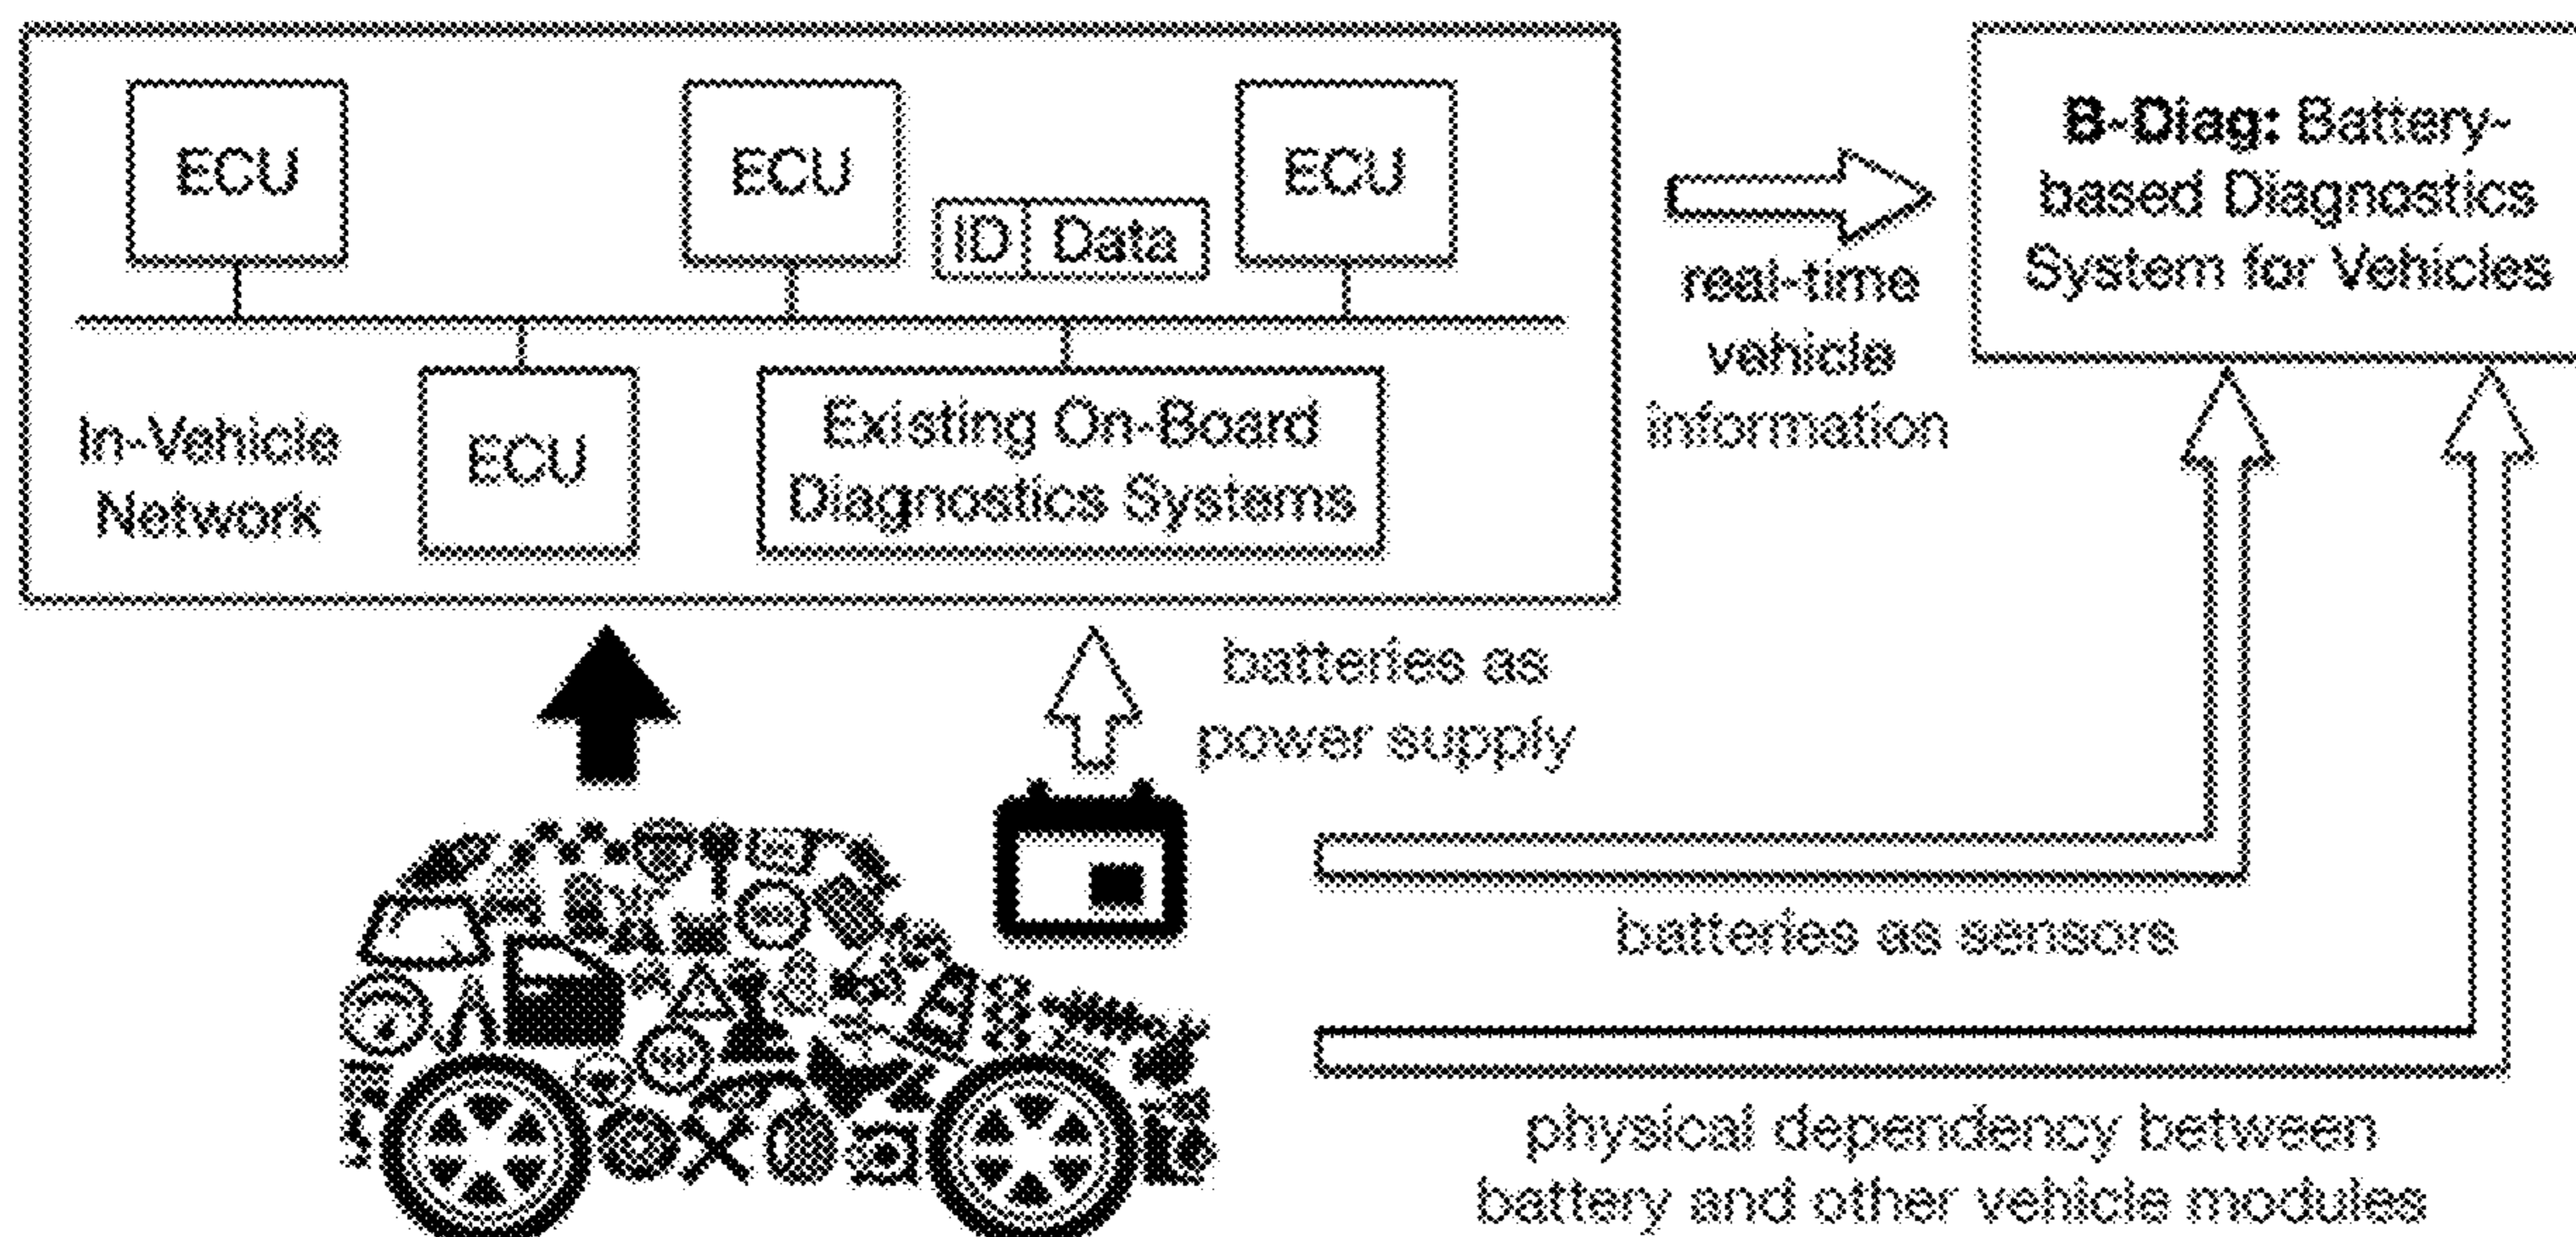 ECU
ECU
ECU
ID
Data
B-Diag: Battery-
based Diagnostics
System for Vehicles
real-time
vehicle
information
In-Vehicle
Network
ECU
Existing On-Board
Diagnostics Systems
batteries as
power supply
batteries as sensors
physical dependency between
battery and other vehicle modules